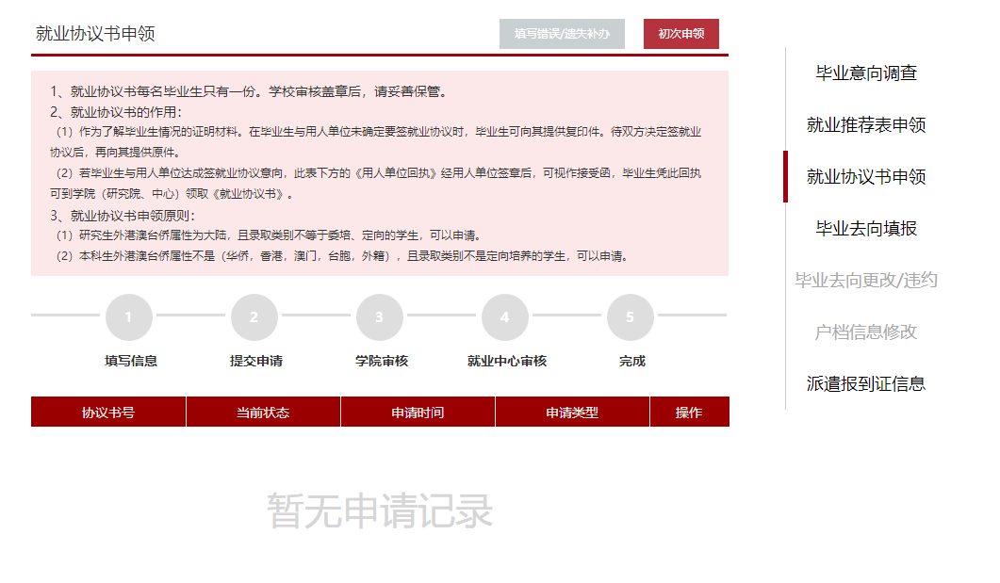 就业协议书申领
填写错误/遗失补办
初次申领
1、就业协议书每名毕业生只有一份。学校审核盖章后，请妥善保管。
2、就业协议书的作用：
（1）作为了解毕业生情况的证明材料。在毕业生与用人单位未确定要签就业协议时，毕业生可向其提供复印件。待双方决定签就业
协议后，再向其提供原件。
（2）若毕业生与用人单位达成签就业协议意向，此表下方的《用人单位回执》经用人单位签章后，可视作接受函，毕业生凭此回执
可到学院（研究院、中心）领取《就业协议书》。
3、就业协议书申领原则：
（1）研究生外港澳台侨属性为大陆，且录取类别不等于委培、定向的学生，可以申请。
（2）本科生外港澳台侨属性不是（华侨，香港，澳门，台胞，外籍），且录取类别不是定向培养的学生，可以申请。
1 2 3 4 5
填写信息 提交申请 学院审核 就业中心审核 完成
协议书号 当前状态 申请时间 申请类型 操作
暂无申请记录
毕业意向调查
就业推荐表申领
就业协议书申领
毕业去向填报
毕业去向更改/违约
户档信息修改
派遣报到证信息